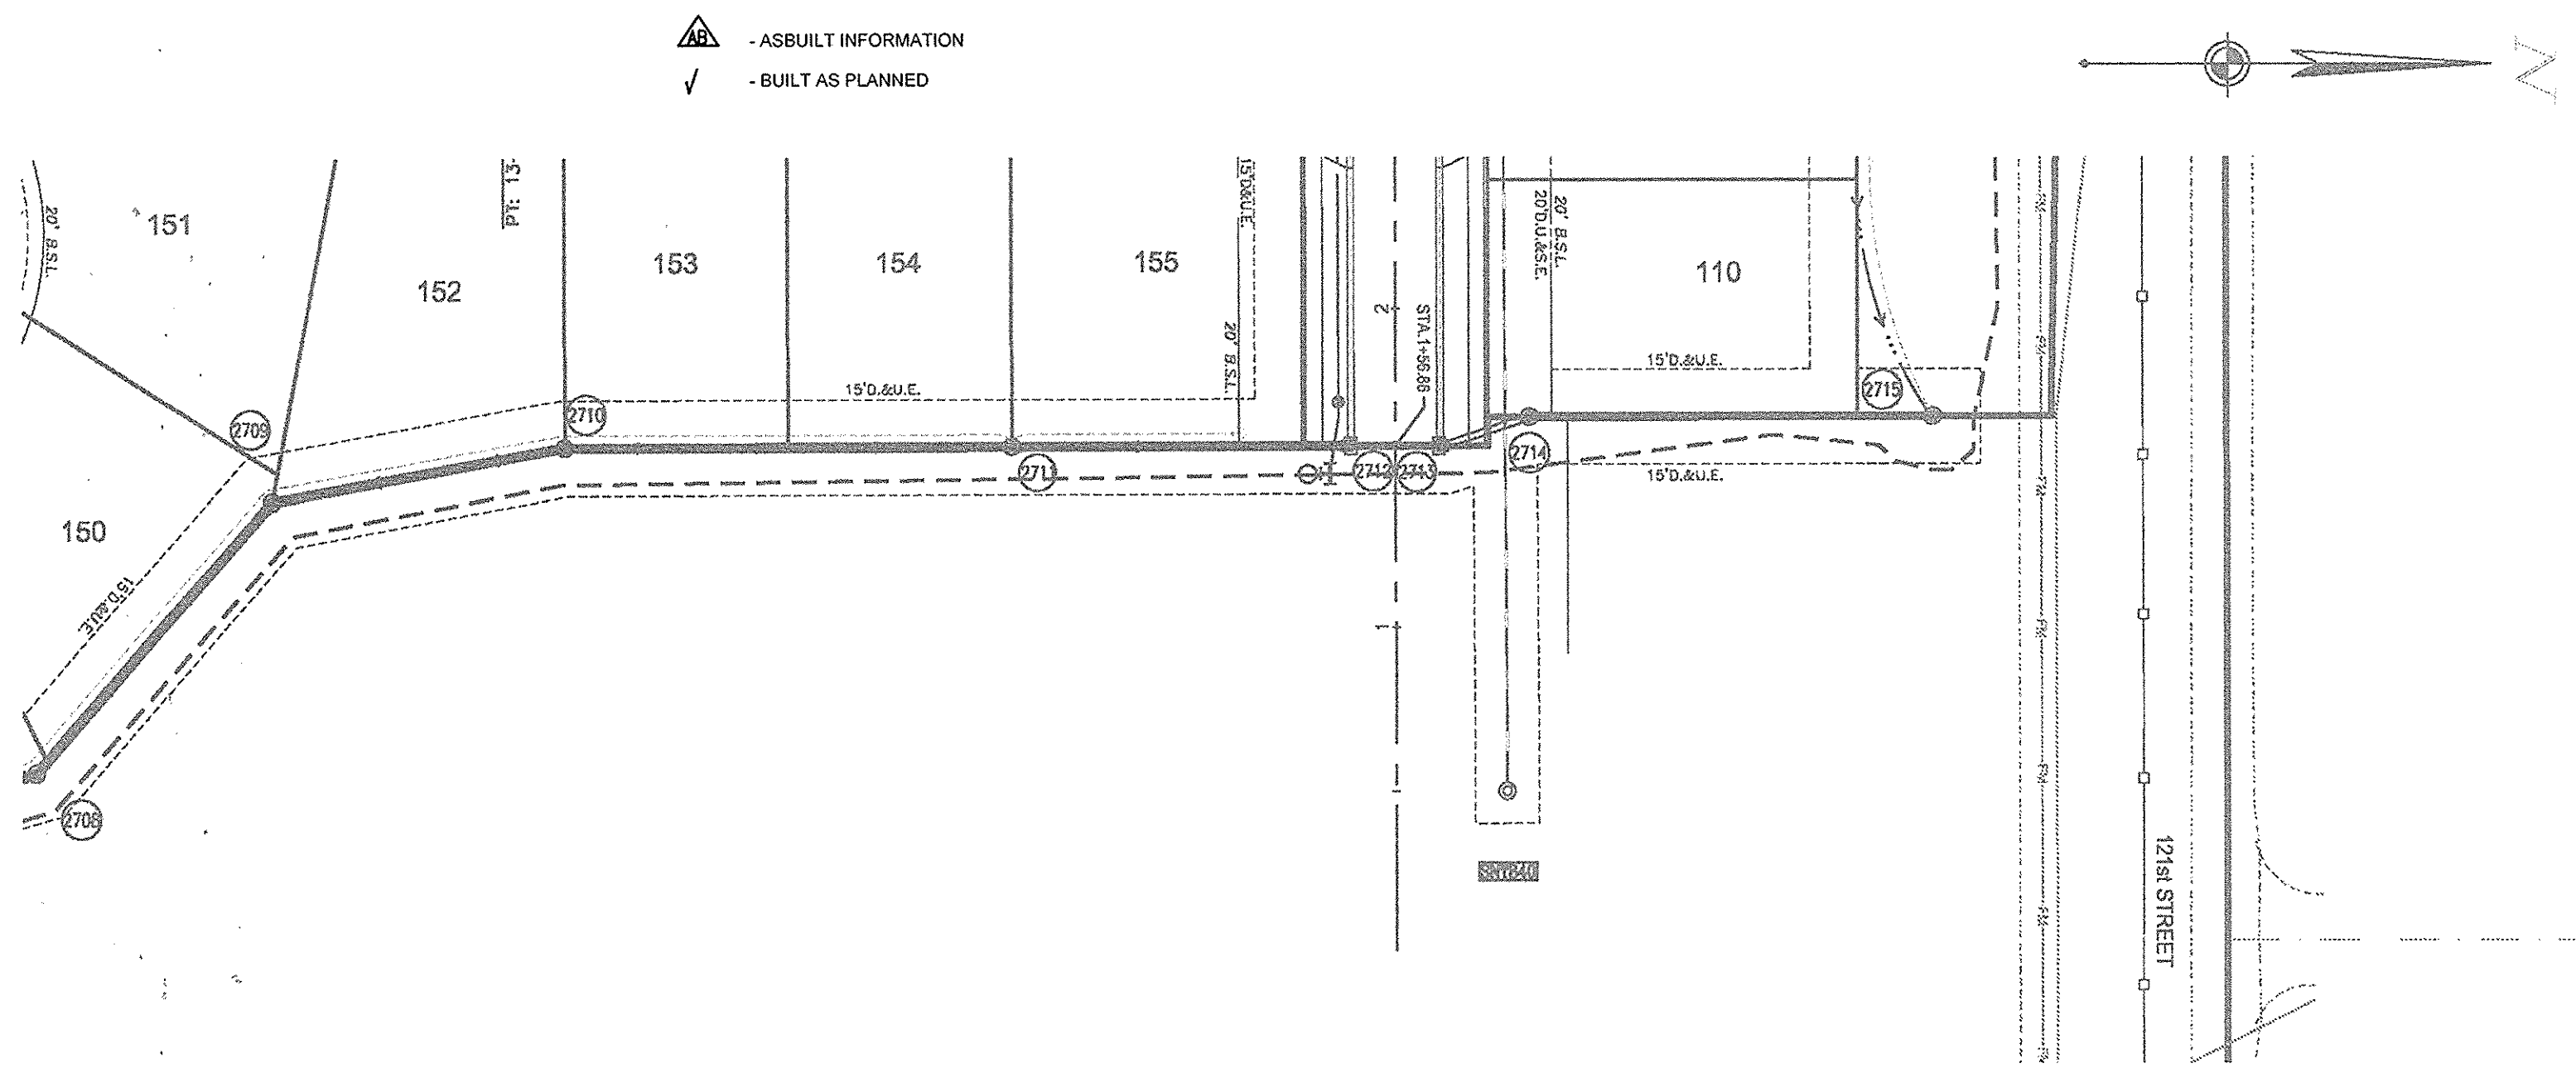 AB - ASBUILT INFORMATION
√ - BUILT AS PLANNED
N
151
20' B.S.L.
PT: 13-
152
153
154
155
15'D.&U.E.
20' B.S.L.
15'D.&U.E.
2
STA.1+56.86
20' B.S.L.
20'D.U.&S.E.
110
15'D.&U.E.
2715
2709
2710
2711
2712
2713
2714
15'D.&U.E.
150
15'D.&U.E
1
2708
121st STREET